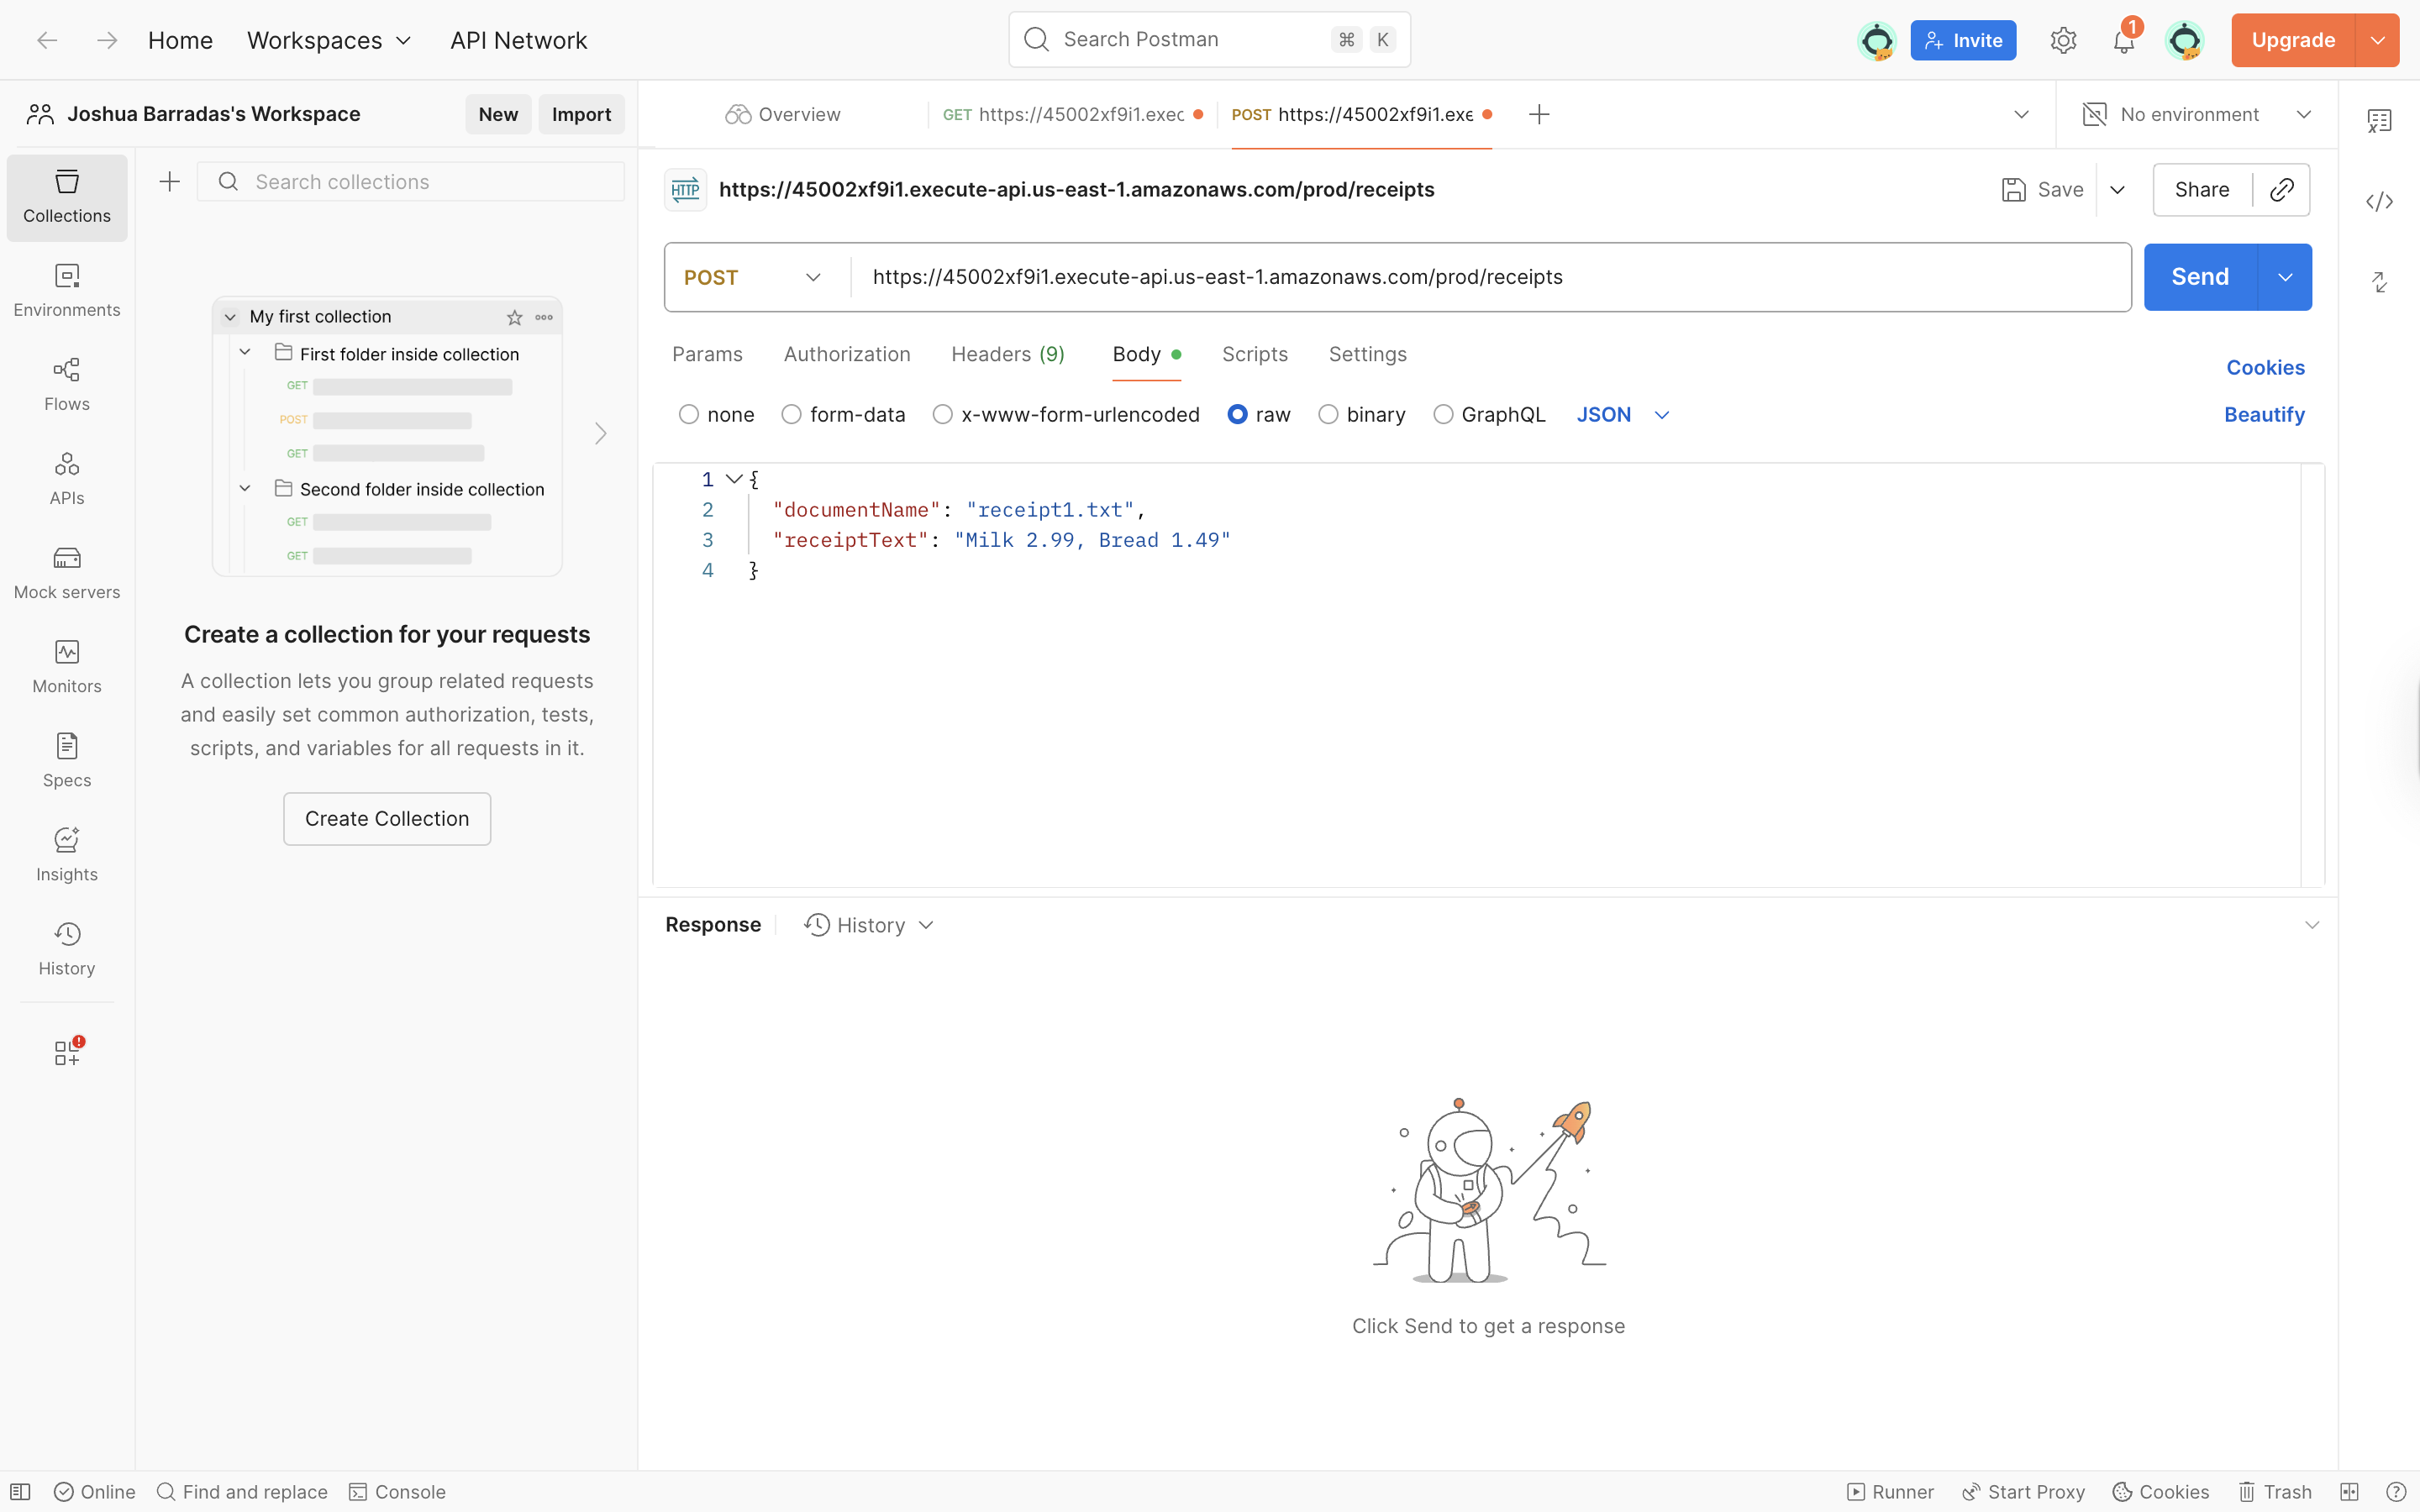 Home Workspaces API Network
Search Postman ⌘ K
Invite
1
Upgrade
Joshua Barradas's Workspace New Import
Overview
GET https://45002xf9i1.exec
POST https://45002xf9i1.exe
No environment
Collections
Environments
Flows
APIs
Mock servers
Monitors
Specs
Insights
History
Search collections
My first collection
First folder inside collection
GET
POST
GET
Second folder inside collection
GET
GET
Create a collection for your requests
A collection lets you group related requests
and easily set common authorization, tests,
scripts, and variables for all requests in it.
Create Collection
HTTP https://45002xf9i1.execute-api.us-east-1.amazonaws.com/prod/receipts
Save Share
POST https://45002xf9i1.execute-api.us-east-1.amazonaws.com/prod/receipts
Send
Params Authorization Headers (9) Body Scripts Settings
Cookies
none form-data x-www-form-urlencoded raw binary GraphQL JSON
Beautify
1 {
2 "documentName": "receipt1.txt",
3 "receiptText": "Milk 2.99, Bread 1.49"
4 }
Response History
Click Send to get a response
Online Find and replace Console
Runner Start Proxy Cookies Trash